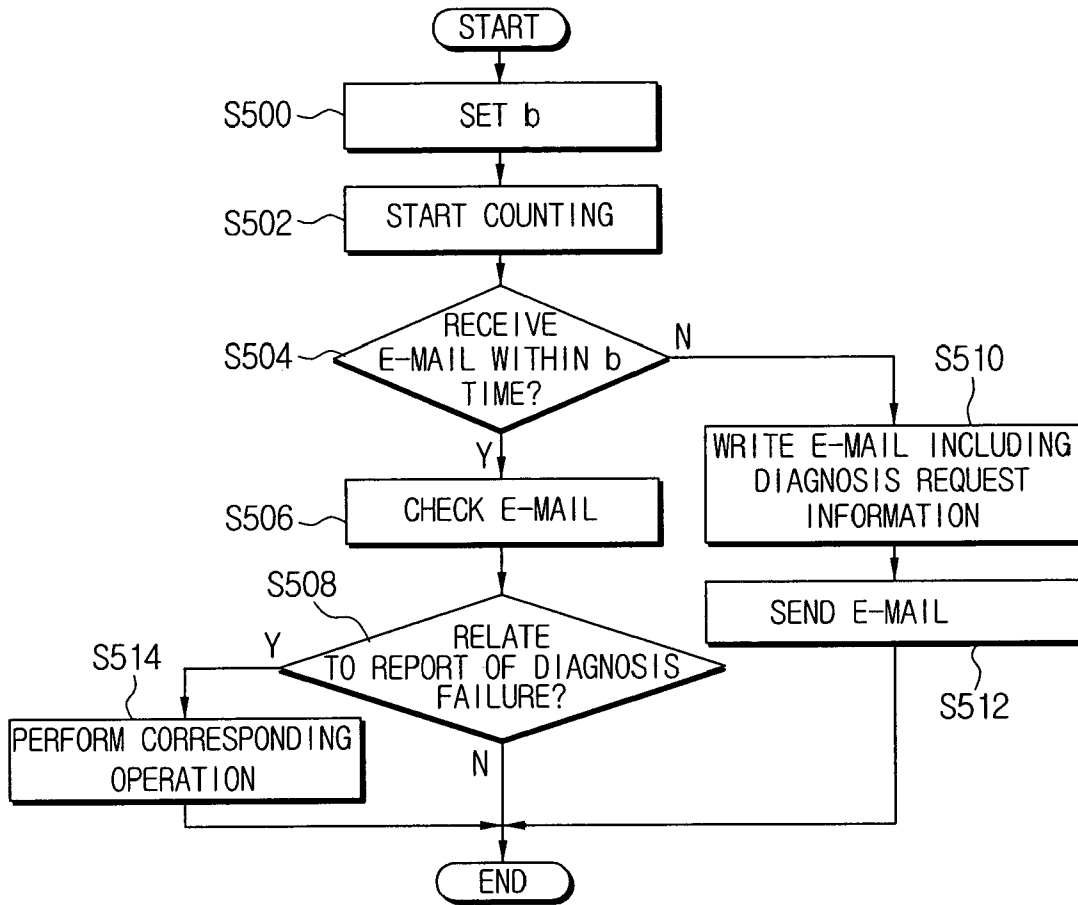 START
S500
SET b
S502
START COUNTING
S504
RECEIVE
E-MAIL WITHIN b
TIME?
N
Y
S510
WRITE E-MAIL INCLUDING
DIAGNOSIS REQUEST
INFORMATION
S506
CHECK E-MAIL
SEND E-MAIL
S512
S508
RELATE
TO REPORT OF DIAGNOSIS
FAILURE?
Y
N
S514
PERFORM CORRESPONDING
OPERATION
END